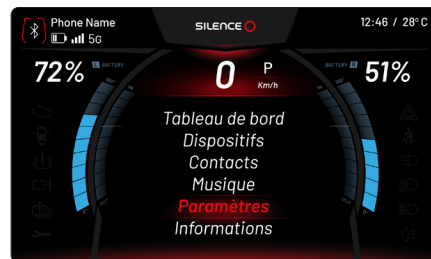 Phone Name
5G
SILENCE
12:46 / 28°C
72%
L BATTERY
0
P
Km/h
BATTERY R
51%
Tableau de bord
Dispositifs
Contacts
Musique
Paramètres
Informations